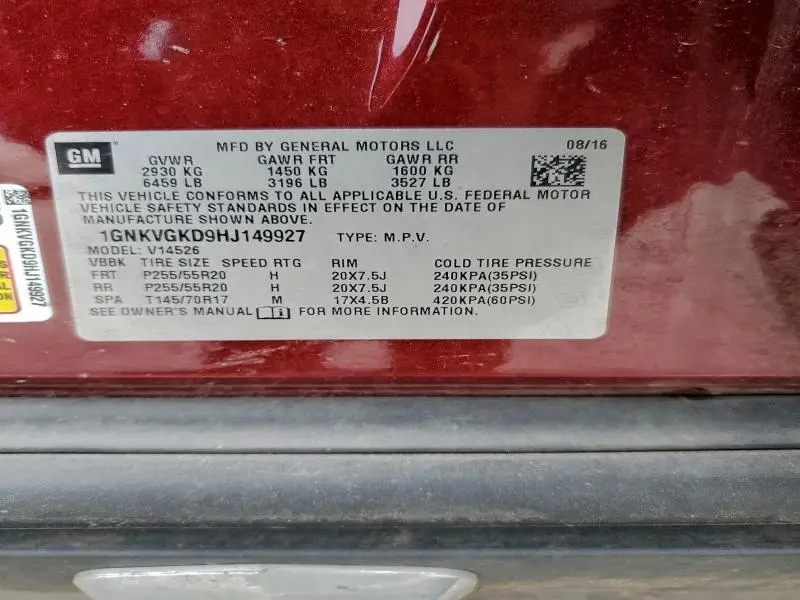 GM
MFD BY GENERAL MOTORS LLC
08/16
GVWR GAWR FRT GAWR RR
2930 KG 1450 KG 1600 KG
6459 LB 3196 LB 3527 LB
THIS VEHICLE CONFORMS TO ALL APPLICABLE U.S. FEDERAL MOTOR
VEHICLE SAFETY STANDARDS IN EFFECT ON THE DATE OF
MANUFACTURE SHOWN ABOVE.
1GNKVGKD9HJ149927 TYPE: M.P.V.
MODEL: V14526
VBBK TIRE SIZE SPEED RTG RIM COLD TIRE PRESSURE
FRT P255/55R20 H 20X7.5J 240KPA(35PSI)
RR P255/55R20 H 20X7.5J 240KPA(35PSI)
SPA T145/70R17 M 17X4.5B 420KPA(60PSI)
SEE OWNER'S MANUAL FOR MORE INFORMATION.
1GNKVGKD9HJ149927